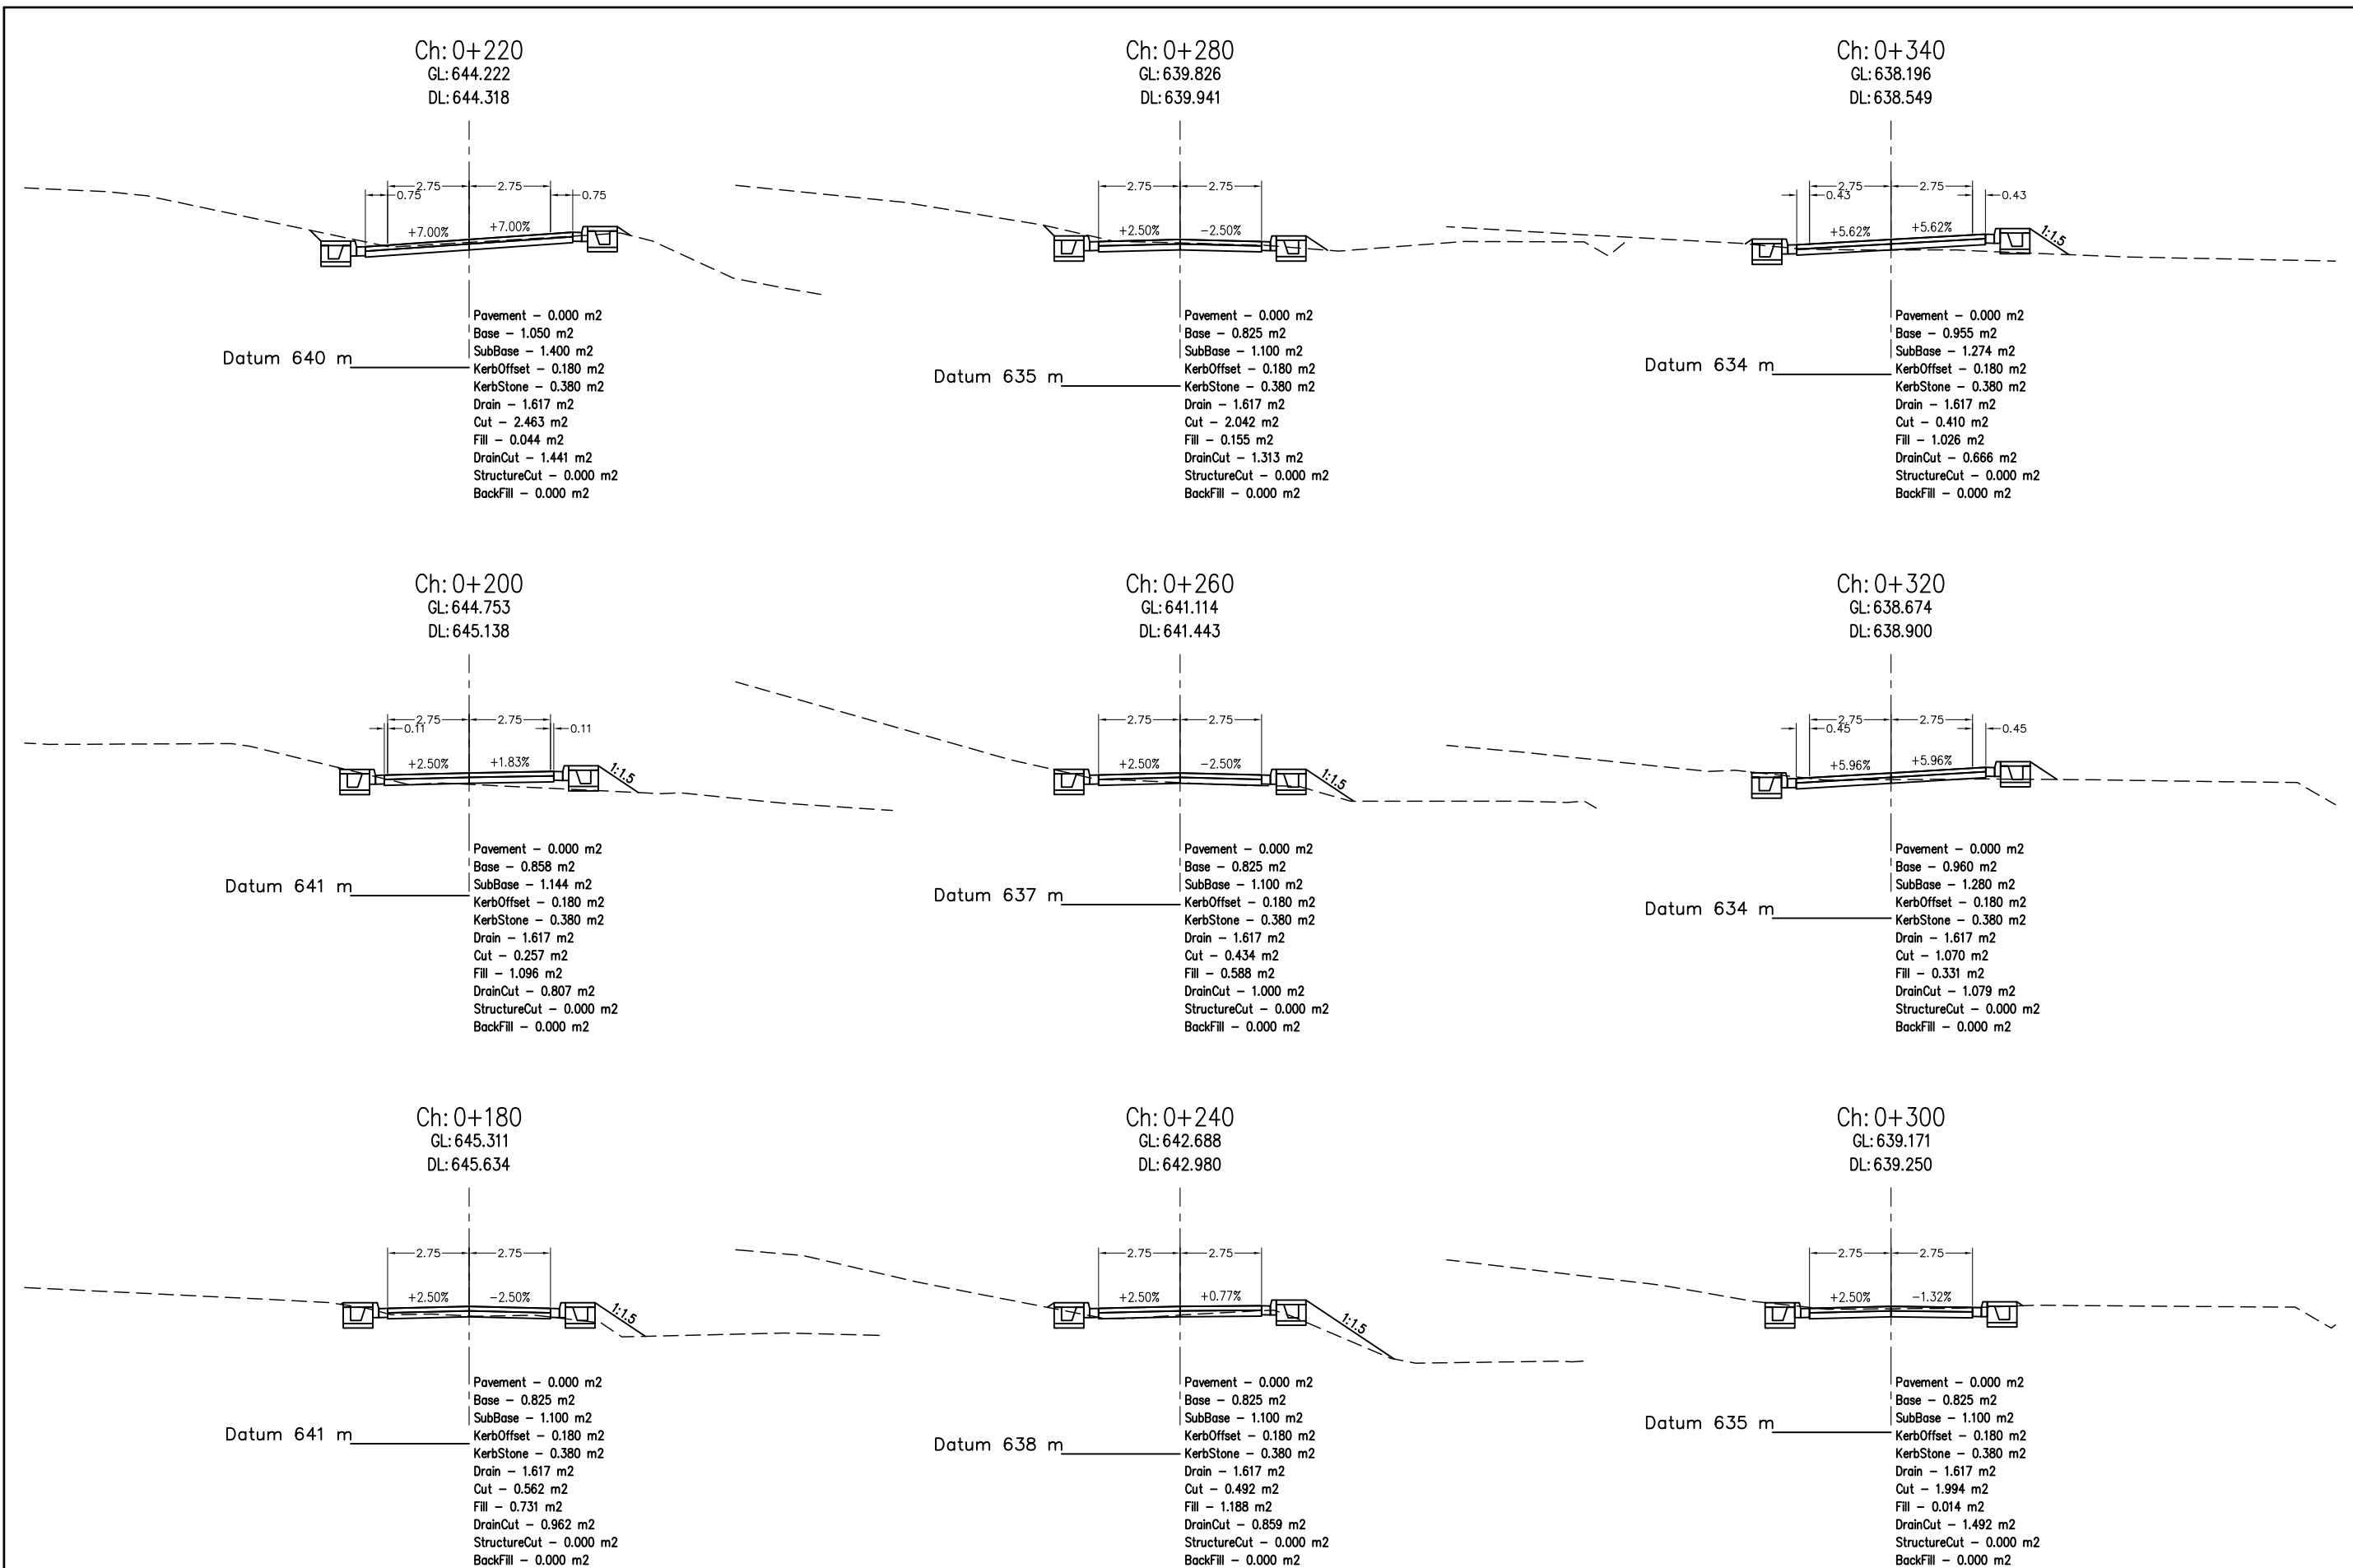 Ch: 0+220
GL: 644.222
DL: 644.318
0.75
2.75
2.75
0.75
+7.00%
+7.00%
Datum 640 m
Pavement - 0.000 m2
Base - 1.050 m2
SubBase - 1.400 m2
KerbOffset - 0.180 m2
KerbStone - 0.380 m2
Drain - 1.617 m2
Cut - 2.463 m2
Fill - 0.044 m2
DrainCut - 1.441 m2
StructureCut - 0.000 m2
BackFill - 0.000 m2
Ch: 0+280
GL: 639.826
DL: 639.941
2.75
2.75
+2.50%
-2.50%
Datum 635 m
Pavement - 0.000 m2
Base - 0.825 m2
SubBase - 1.100 m2
KerbOffset - 0.180 m2
KerbStone - 0.380 m2
Drain - 1.617 m2
Cut - 2.042 m2
Fill - 0.155 m2
DrainCut - 1.313 m2
StructureCut - 0.000 m2
BackFill - 0.000 m2
Ch: 0+340
GL: 638.196
DL: 638.549
2.75
2.75
0.43
0.43
+5.62%
+5.62%
1:1.5
Datum 634 m
Pavement - 0.000 m2
Base - 0.955 m2
SubBase - 1.274 m2
KerbOffset - 0.180 m2
KerbStone - 0.380 m2
Drain - 1.617 m2
Cut - 0.410 m2
Fill - 1.026 m2
DrainCut - 0.666 m2
StructureCut - 0.000 m2
BackFill - 0.000 m2
Ch: 0+200
GL: 644.753
DL: 645.138
2.75
2.75
0.11
0.11
+2.50%
+1.83%
1:1.5
Datum 641 m
Pavement - 0.000 m2
Base - 0.858 m2
SubBase - 1.144 m2
KerbOffset - 0.180 m2
KerbStone - 0.380 m2
Drain - 1.617 m2
Cut - 0.257 m2
Fill - 1.096 m2
DrainCut - 0.807 m2
StructureCut - 0.000 m2
BackFill - 0.000 m2
Ch: 0+260
GL: 641.114
DL: 641.443
2.75
2.75
+2.50%
-2.50%
1:1.5
Datum 637 m
Pavement - 0.000 m2
Base - 0.825 m2
SubBase - 1.100 m2
KerbOffset - 0.180 m2
KerbStone - 0.380 m2
Drain - 1.617 m2
Cut - 0.434 m2
Fill - 0.588 m2
DrainCut - 1.000 m2
StructureCut - 0.000 m2
BackFill - 0.000 m2
Ch: 0+320
GL: 638.674
DL: 638.900
2.75
2.75
0.45
0.45
+5.96%
+5.96%
Datum 634 m
Pavement - 0.000 m2
Base - 0.960 m2
SubBase - 1.280 m2
KerbOffset - 0.180 m2
KerbStone - 0.380 m2
Drain - 1.617 m2
Cut - 1.070 m2
Fill - 0.331 m2
DrainCut - 1.079 m2
StructureCut - 0.000 m2
BackFill - 0.000 m2
Ch: 0+180
GL: 645.311
DL: 645.634
2.75
2.75
+2.50%
-2.50%
1:1.5
Datum 641 m
Pavement - 0.000 m2
Base - 0.825 m2
SubBase - 1.100 m2
KerbOffset - 0.180 m2
KerbStone - 0.380 m2
Drain - 1.617 m2
Cut - 0.562 m2
Fill - 0.731 m2
DrainCut - 0.962 m2
StructureCut - 0.000 m2
BackFill - 0.000 m2
Ch: 0+240
GL: 642.688
DL: 642.980
2.75
2.75
+2.50%
+0.77%
1:1.5
Datum 638 m
Pavement - 0.000 m2
Base - 0.825 m2
SubBase - 1.100 m2
KerbOffset - 0.180 m2
KerbStone - 0.380 m2
Drain - 1.617 m2
Cut - 0.492 m2
Fill - 1.188 m2
DrainCut - 0.859 m2
StructureCut - 0.000 m2
BackFill - 0.000 m2
Ch: 0+300
GL: 639.171
DL: 639.250
2.75
2.75
+2.50%
-1.32%
Datum 635 m
Pavement - 0.000 m2
Base - 0.825 m2
SubBase - 1.100 m2
KerbOffset - 0.180 m2
KerbStone - 0.380 m2
Drain - 1.617 m2
Cut - 1.994 m2
Fill - 0.014 m2
DrainCut - 1.492 m2
StructureCut - 0.000 m2
BackFill - 0.000 m2